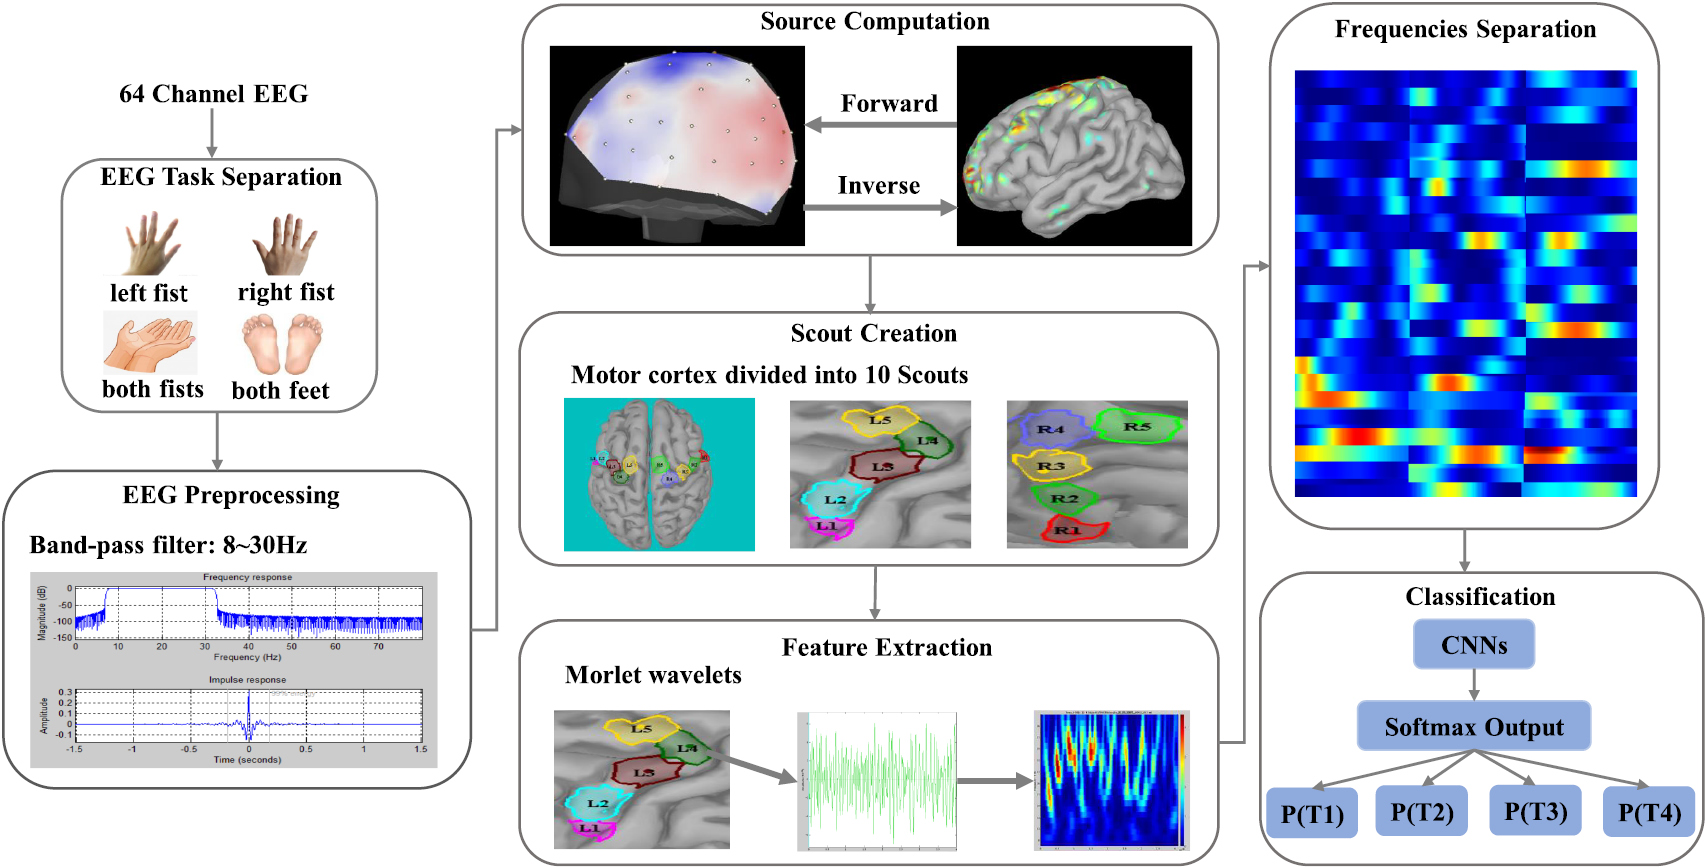 64 Channel EEG
EEG Task Separation
left fist
right fist
both fists
both feet
EEG Preprocessing
Band-pass filter: 8~30Hz
Frequency response
Magnitude (dB)
0
-50
-100
-150
0 10 20 30 40 50 60 70
Frequency (Hz)
Impulse response
99% energy
Amplitude
0.3
0.2
0.1
0
-0.1
-1.5 -1 -0.5 0 0.5 1 1.5
Time (seconds)
Source Computation
Forward
Inverse
Scout Creation
Motor cortex divided into 10 Scouts
L5
L4
L3
L2
L1
R4 R5
R3
R2
R1
Feature Extraction
Morlet wavelets
L5
L4
L3
L2
L1
Frequencies Separation
Classification
CNNs
Softmax Output
P(T1) P(T2) P(T3) P(T4)